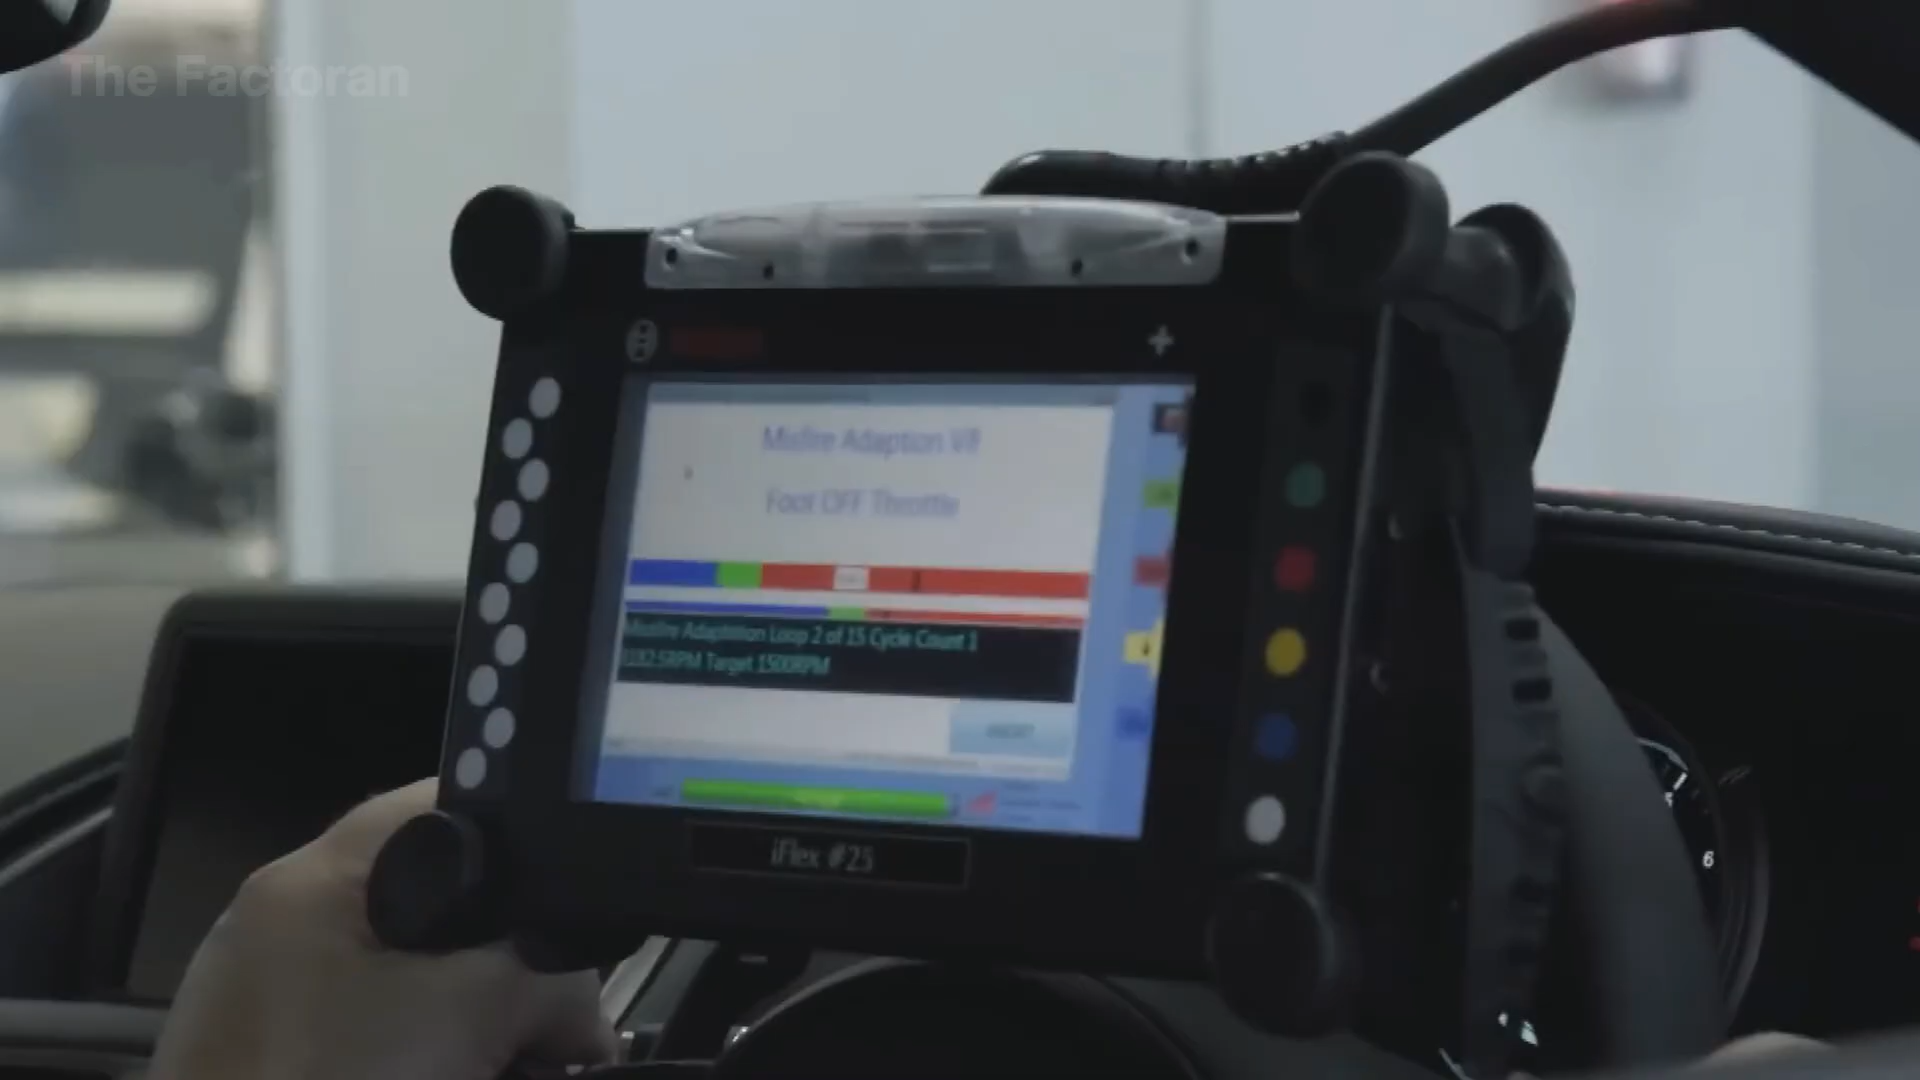 The Factoran
Misfire Adaption V8
Foot OFF Throttle
Misfire Adaptation Loop 2 of 15 Cycle Count 1
Target 1500RPM
iFlex #25
6